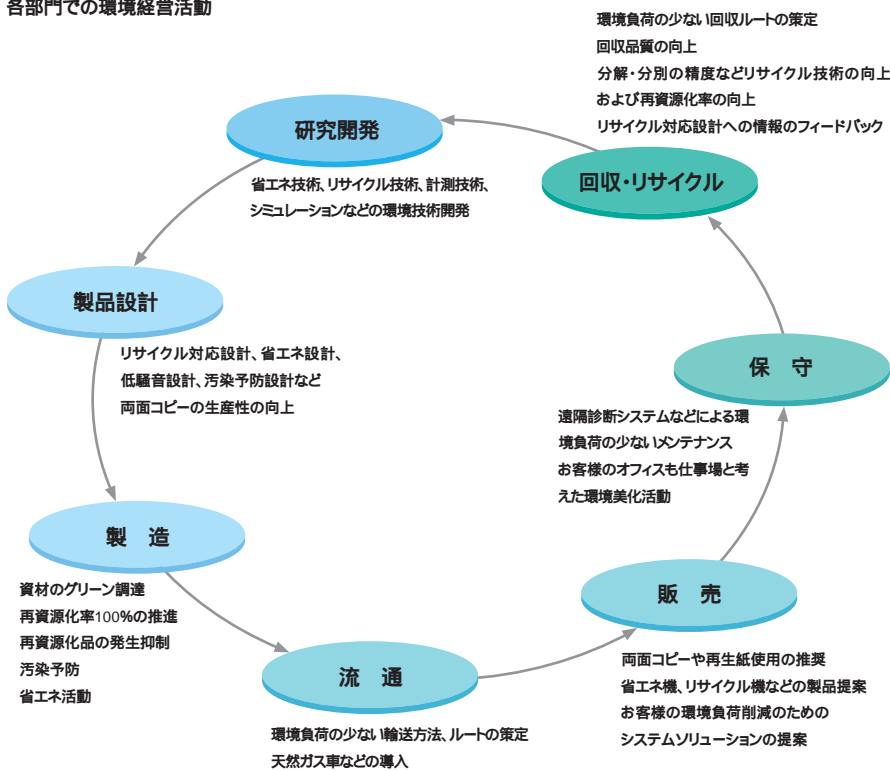 各部門での環境経営活動
研究開発
省エネ技術、リサイクル技術、計測技術、
シミュレーションなどの環境技術開発
製品設計
リサイクル対応設計、省エネ設計、
低騒音設計、汚染予防設計など
両面コピーの生産性の向上
製　造
資材のグリーン調達
再資源化率100%の推進
再資源化品の発生抑制
汚染予防
省エネ活動
流　通
環境負荷の少ない輸送方法、ルートの策定
天然ガス車などの導入
販　売
両面コピーや再生紙使用の推奨
省エネ機、リサイクル機などの製品提案
お客様の環境負荷削減のための
システムソリューションの提案
保　守
遠隔診断システムなどによる環
境負荷の少ないメンテナンス
お客様のオフィスも仕事場と考
えた環境美化活動
回収・リサイクル
環境負荷の少ない回収ルートの策定
回収品質の向上
分解・分別の精度などリサイクル技術の向上
および再資源化率の向上
リサイクル対応設計への情報のフィードバック